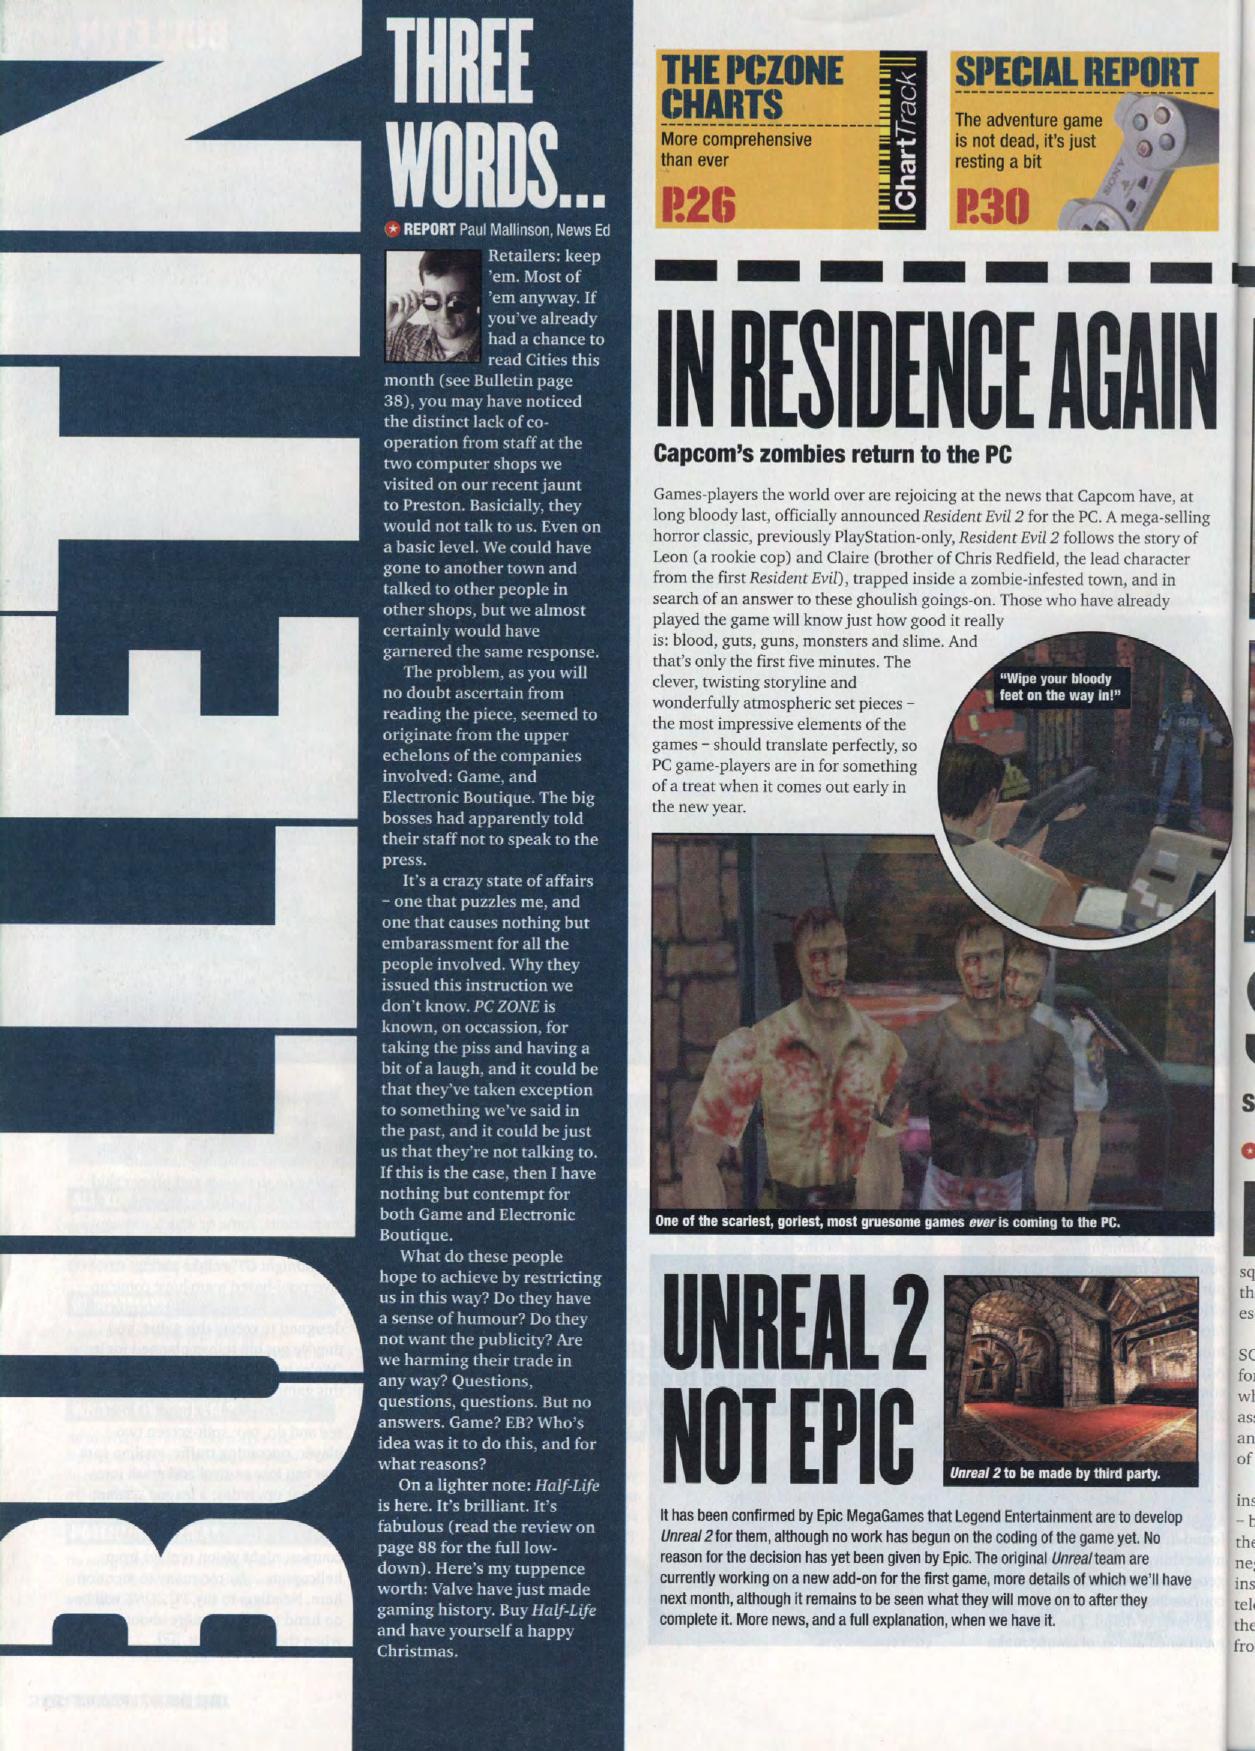 BULLETIN
THREE
WORDS...
REPORT Paul Mallinson, News Ed
Retailers: keep
'em. Most of
'em anyway. If
you've already
had a chance to
read Cities this
month (see Bulletin page
38), you may have noticed
the distinct lack of co-
operation from staff at the
two computer shops we
visited on our recent jaunt
to Preston. Basicially, they
would not talk to us. Even on
a basic level. We could have
gone to another town and
talked to other people in
other shops, but we almost
certainly would have
garnered the same response.
The problem, as you will
no doubt ascertain from
reading the piece, seemed to
originate from the upper
echelons of the companies
involved: Game, and
Electronic Boutique. The big
bosses had apparently told
their staff not to speak to the
press.
It's a crazy state of affairs
– one that puzzles me, and
one that causes nothing but
embarassment for all the
people involved. Why they
issued this instruction we
don't know. PC ZONE is
known, on occassion, for
taking the piss and having a
bit of a laugh, and it could be
that they've taken exception
to something we've said in
the past, and it could be just
us that they're not talking to.
If this is the case, then I have
nothing but contempt for
both Game and Electronic
Boutique.
What do these people
hope to achieve by restricting
us in this way? Do they have
a sense of humour? Do they
not want the publicity? Are
we harming their trade in
any way? Questions,
questions, questions. But no
answers. Game? EB? Who's
idea was it to do this, and for
what reasons?
On a lighter note: Half-Life
is here. It's brilliant. It's
fabulous (read the review on
page 88 for the full low-
down). Here's my tuppence
worth: Valve have just made
gaming history. Buy Half-Life
and have yourself a happy
Christmas.
THE PCZONE
CHARTS
More comprehensive
than ever
P.26
ChartTrack
SPECIAL REPORT
The adventure game
is not dead, it's just
resting a bit
P.30
SONY
IN RESIDENCE AGAIN
Capcom's zombies return to the PC
Games-players the world over are rejoicing at the news that Capcom have, at
long bloody last, officially announced Resident Evil 2 for the PC. A mega-selling
horror classic, previously PlayStation-only, Resident Evil 2 follows the story of
Leon (a rookie cop) and Claire (brother of Chris Redfield, the lead character
from the first Resident Evil), trapped inside a zombie-infested town, and in
search of an answer to these ghoulish goings-on. Those who have already
played the game will know just how good it really
is: blood, guts, guns, monsters and slime. And
that's only the first five minutes. The
clever, twisting storyline and
wonderfully atmospheric set pieces –
the most impressive elements of the
games – should translate perfectly, so
PC game-players are in for something
of a treat when it comes out early in
the new year.
"Wipe your bloody
feet on the way in!"
RPD
One of the scariest, goriest, most gruesome games ever is coming to the PC.
UNREAL 2
NOT EPIC
Unreal 2 to be made by third party.
It has been confirmed by Epic MegaGames that Legend Entertainment are to develop
Unreal 2 for them, although no work has begun on the coding of the game yet. No
reason for the decision has yet been given by Epic. The original Unreal team are
currently working on a new add-on for the first game, more details of which we'll have
next month, although it remains to be seen what they will move on to after they
complete it. More news, and a full explanation, when we have it.